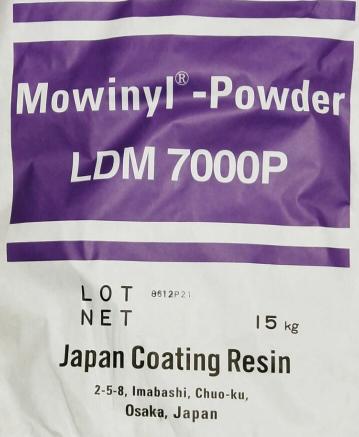 Mowinyl®-Powder
LDM 7000P
LOT 8612P21
NET 15 kg
Japan Coating Resin
2-5-8, Imabashi, Chuo-ku,
Osaka, Japan